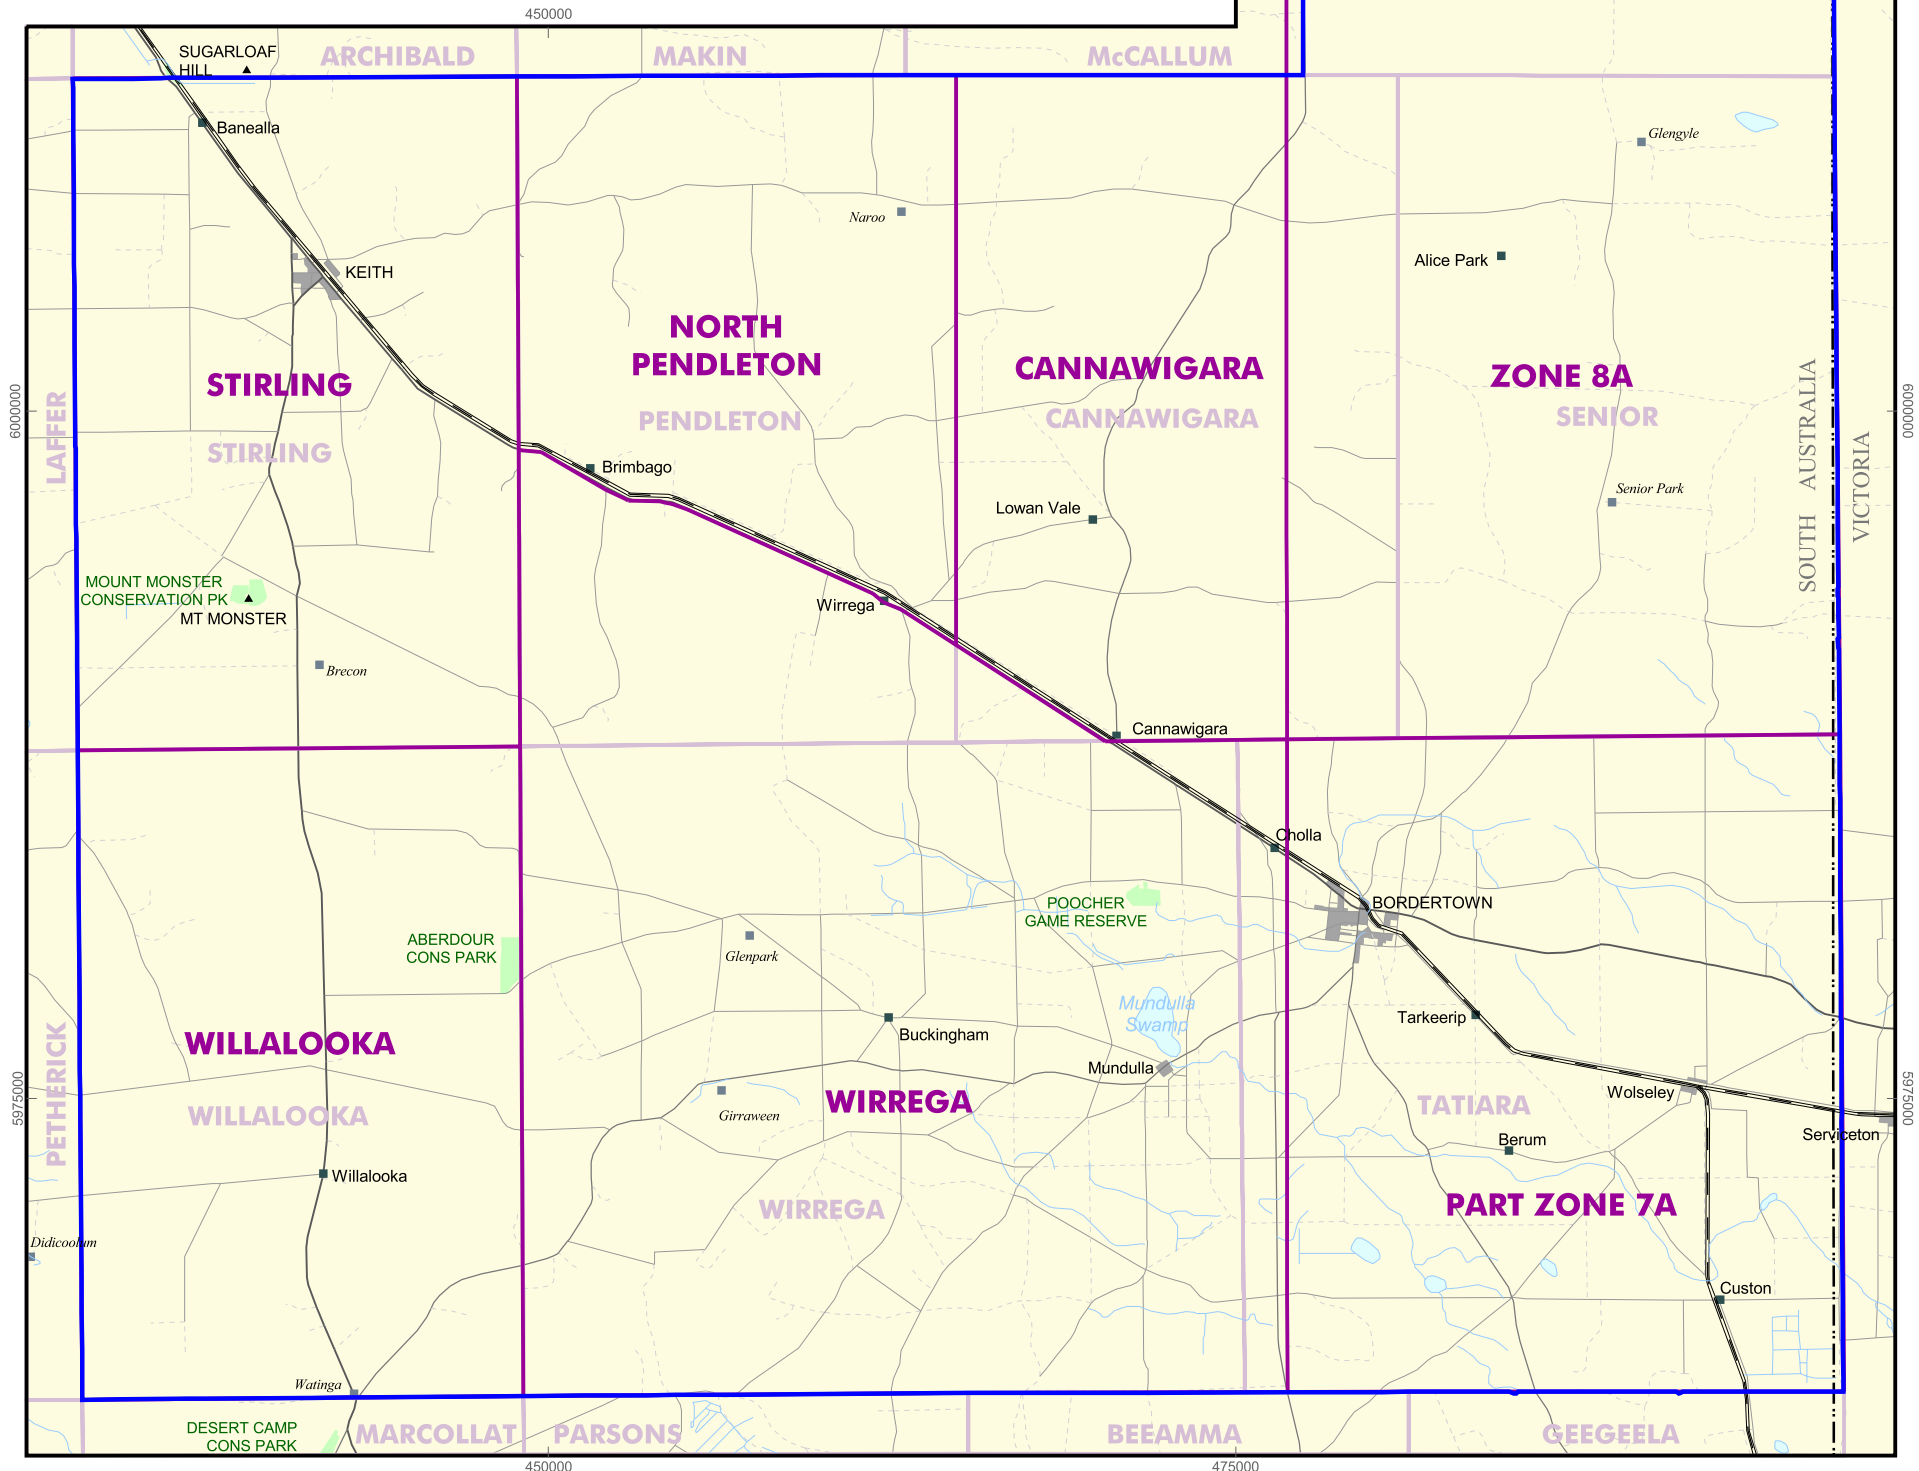 450000
SUGARLOAF
HILL
ARCHIBALD
MAKIN
McCALLUM
Banealla
Glengyle
Naroo
Alice Park
KEITH
NORTH
PENDLETON
CANNAWIGARA
ZONE 8A
STIRLING
LAFFER
6000000
PENDLETON
CANNAWIGARA
SENIOR
SOUTH AUSTRALIA
VICTORIA
6000000
STIRLING
Brimbago
Senior Park
Lowan Vale
MOUNT MONSTER
CONSERVATION PK
MT MONSTER
Wirrega
Brecon
Cannawigara
Cholla
POOCHER
GAME RESERVE
BORDERTOWN
ABERDOUR
CONS PARK
Glenpark
Mundulla
Swamp
Tarkeerip
Buckingham
WILLALOOKA
PETHERICK
5975000
Mundulla
Wolseley
5975000
WILLALOOKA
Girraween
WIRREGA
TATIARA
Serviceton
Berum
Willalooka
WIRREGA
PART ZONE 7A
Didicoolum
Custon
Watinga
DESERT CAMP
CONS PARK
MARCOLLAT
PARSONS
BEEAMMA
GEEGEELA
450000
475000